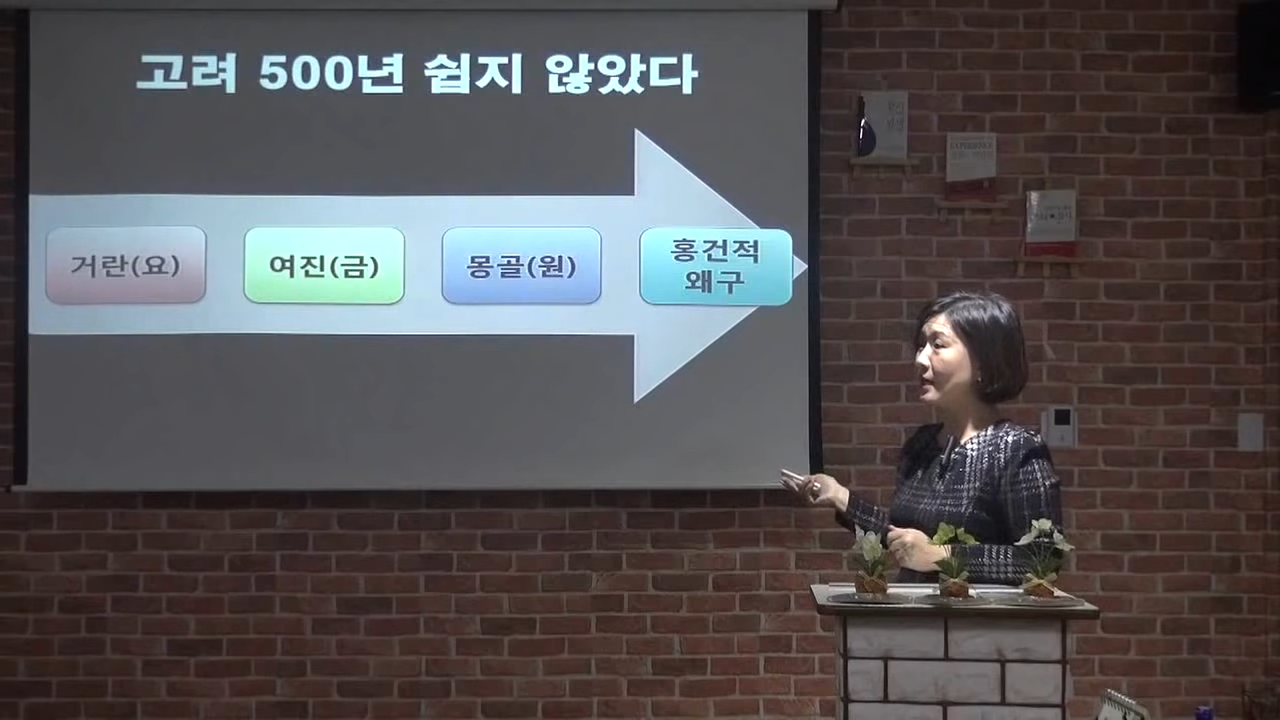 고려 500년 쉽지 않았다
거란(요)
여진(금)
몽골(원)
홍건적
왜구